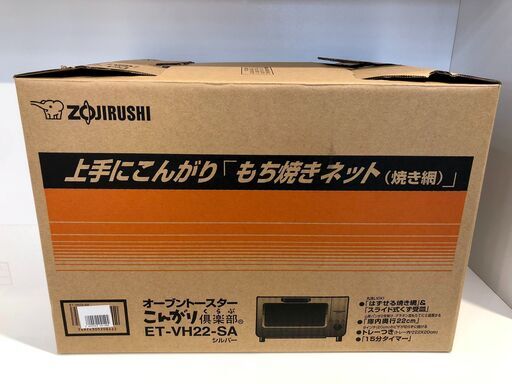 ZOJIRUSHI
上手にこんがり「もち焼きネット(焼き網)」
オーブントースター
こんがり倶楽部®
くらぶ
ET-VH22-SA
シルバー
●「はずせる焼き網」&
「スライド式くず受皿」
●「庫内奥行22cm」
●トレーつき
●「15分タイマー」